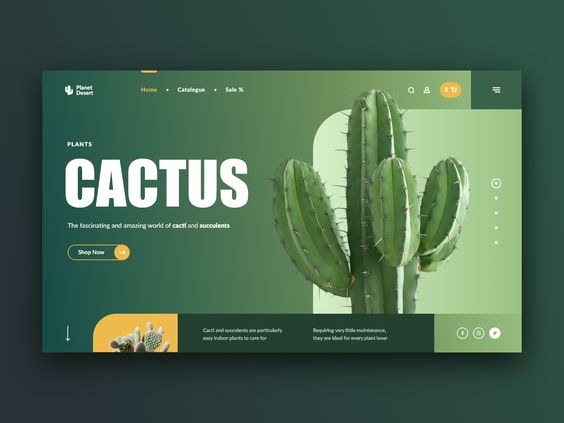 Planet
Desert
Home
Catalogue
Sale %
3
PLANTS
CACTUS
The fascinating and amazing world of cacti and succulents
Shop Now
Cacti and succulents are particularly
easy indoor plants to care for
Requiring very little maintenance,
they are ideal for every plant lover